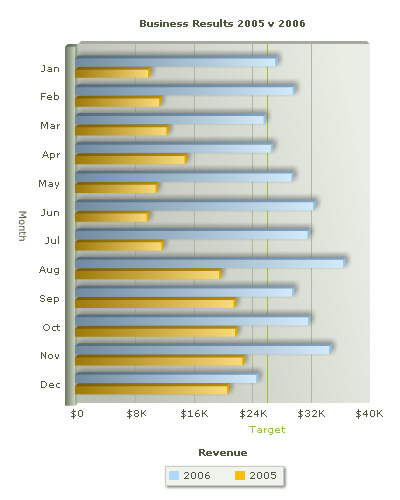 Business Results 2005 v 2006
Month
Jan
Feb
Mar
Apr
May
Jun
Jul
Aug
Sep
Oct
Nov
Dec
$0 $8K $16K $24K $32K $40K
Target
Revenue
2006 2005